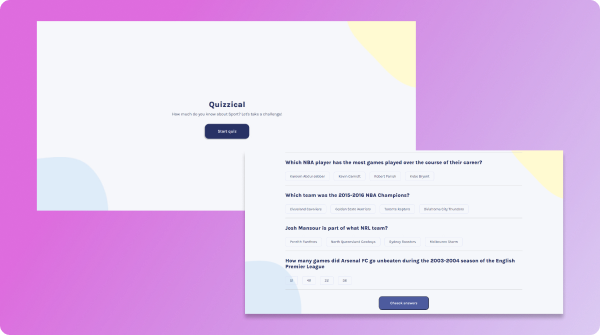 Quizzical
How much do you know about Sport? Let's take a challenge!
Start quiz
Which NBA player has the most games played over the course of their career?
Kareem Abdul-Jabbar Kevin Garnett Robert Parish Kobe Bryant
Which team was the 2015-2016 NBA Champions?
Cleveland Cavaliers Golden State Warriors Toronto Raptors Oklahoma City Thunder
Josh Mansour is part of what NRL team?
Penrith Panthers North Queensland Cowboys Sydney Roosters Melbourne Storm
How many games did Arsenal FC go unbeaten during the 2003-2004 season of the English
Premier League
Check answers